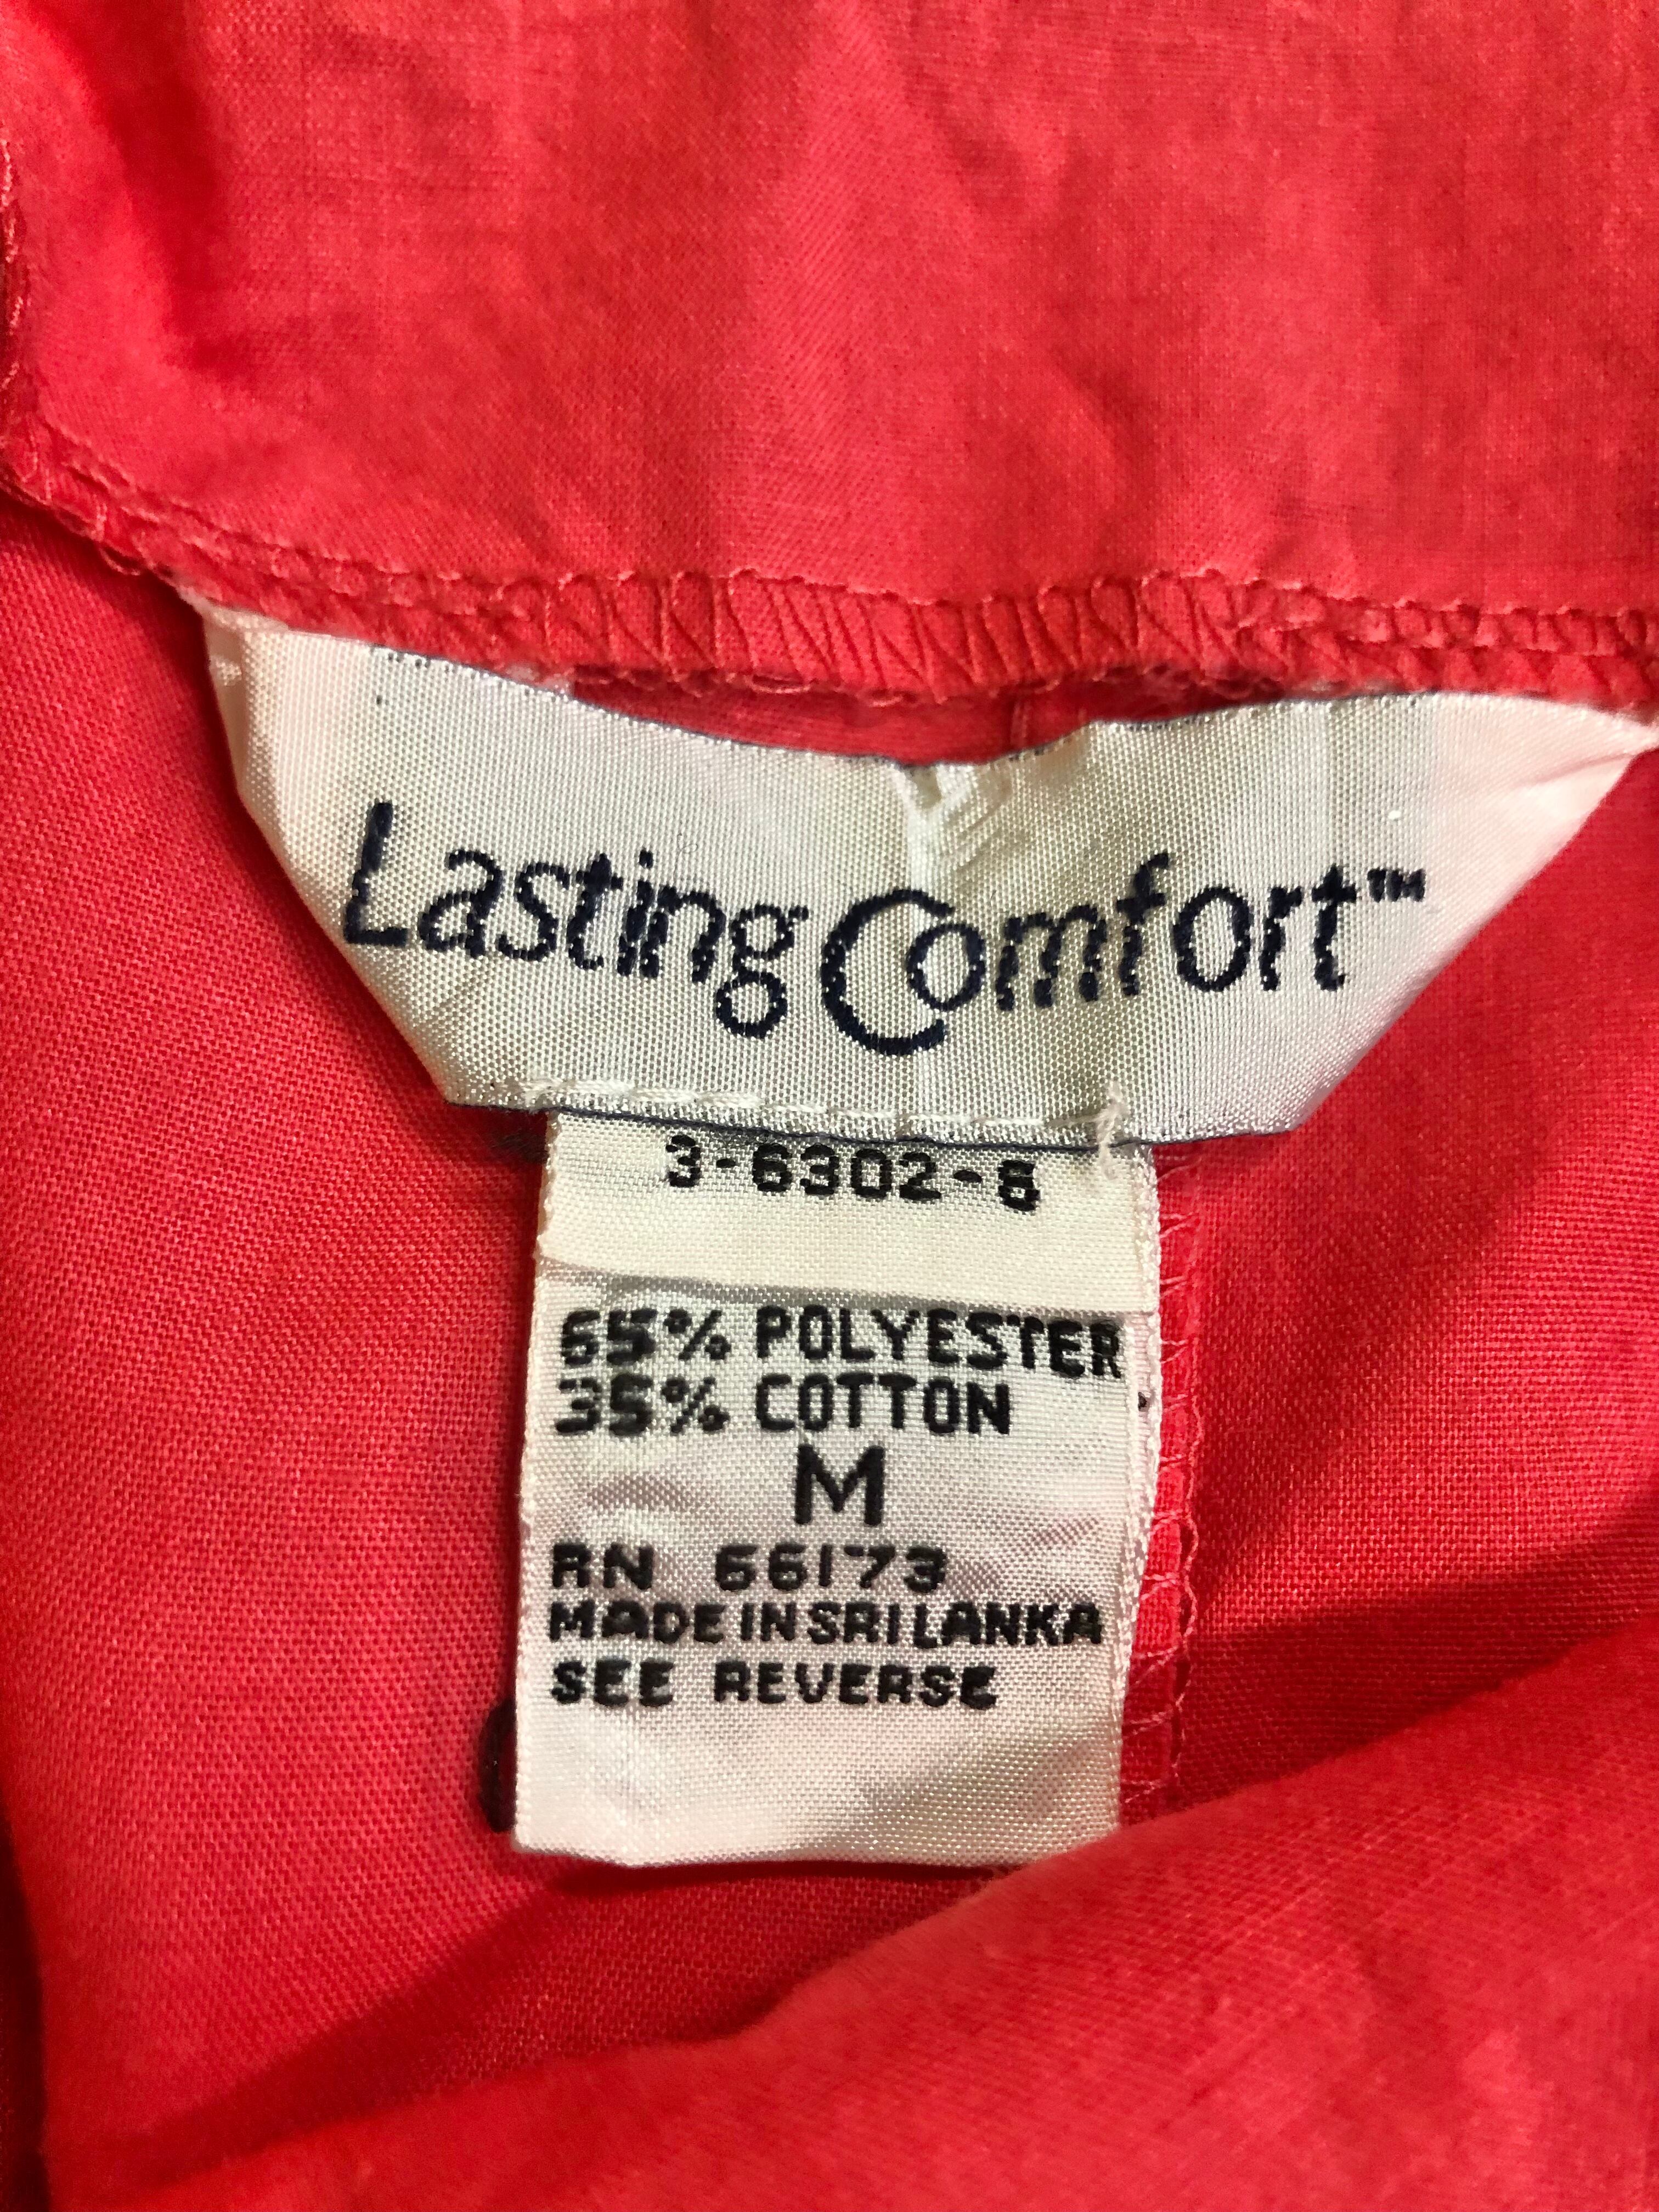 Lasting Comfort™
3-6302-6
65% POLYESTER
35% COTTON
M
RN 66173
MADE IN SRI LANKA
SEE REVERSE